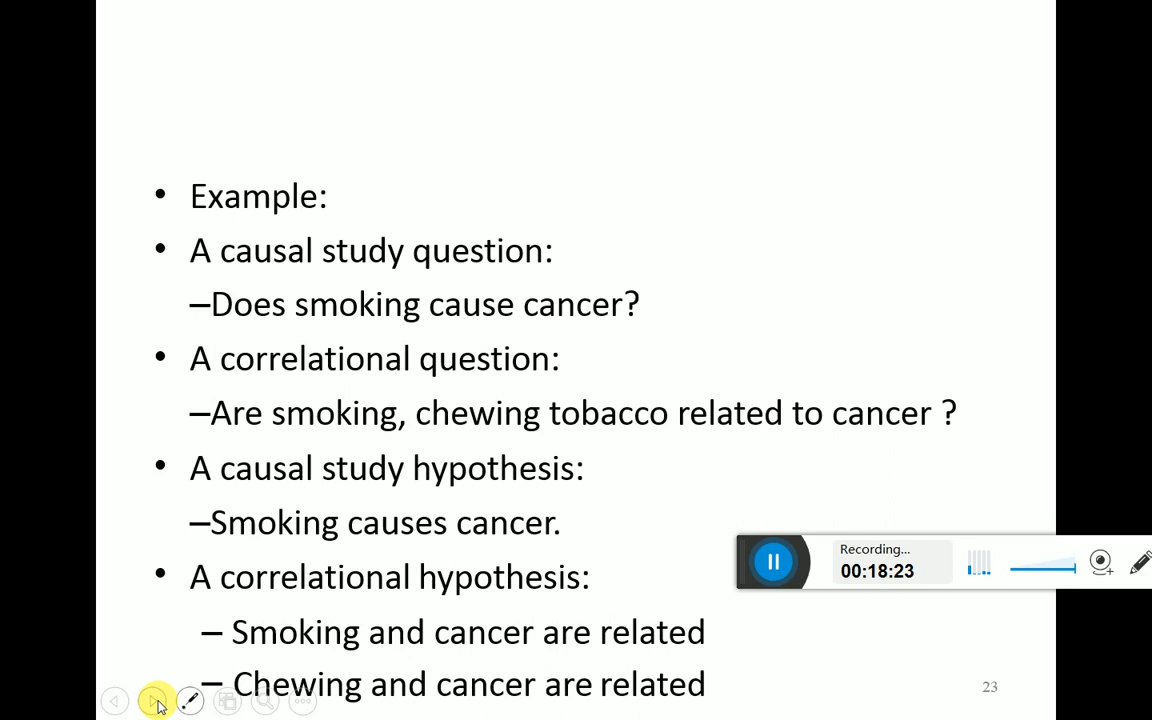 • Example:
• A causal study question:
–Does smoking cause cancer?
• A correlational question:
–Are smoking, chewing tobacco related to cancer ?
• A causal study hypothesis:
–Smoking causes cancer.
• A correlational hypothesis:
– Smoking and cancer are related
– Chewing and cancer are related
Recording...
00:18:23
23